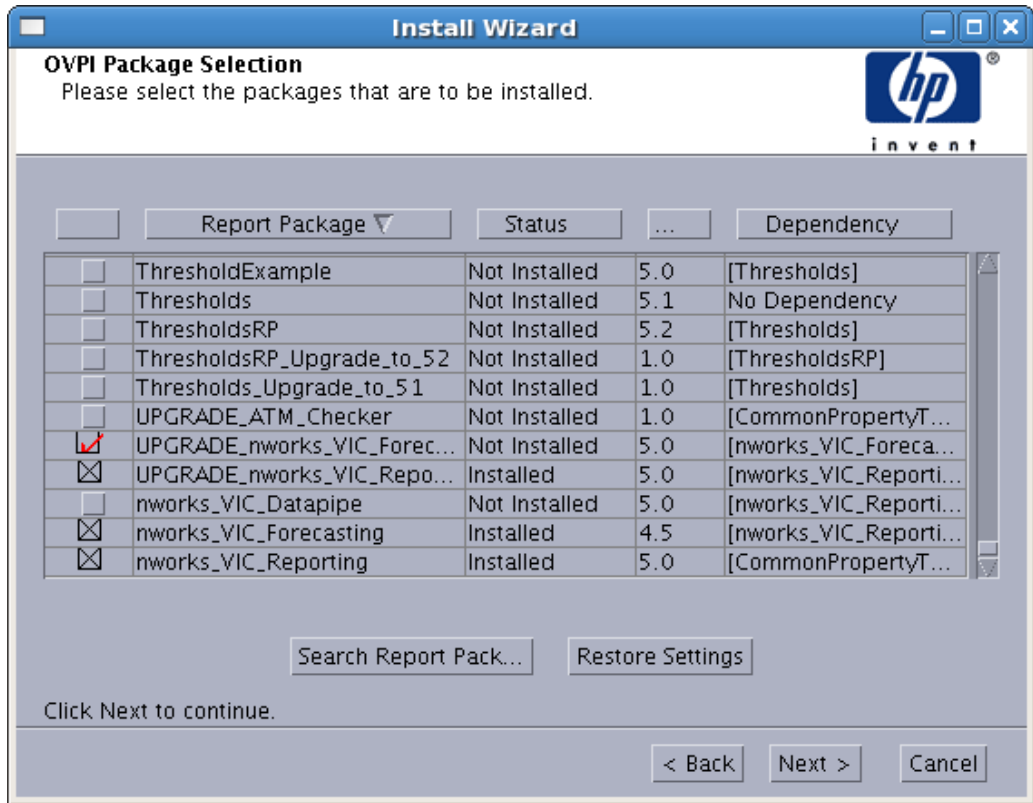 Install Wizard
OVPI Package Selection
Please select the packages that are to be installed.
hp
®
invent
Report Package Status ... Dependency
ThresholdExample Not Installed 5.0 [Thresholds]
Thresholds Not Installed 5.1 No Dependency
ThresholdsRP Not Installed 5.2 [Thresholds]
ThresholdsRP_Upgrade_to_52 Not Installed 1.0 [ThresholdsRP]
Thresholds_Upgrade_to_51 Not Installed 1.0 [Thresholds]
UPGRADE_ATM_Checker Not Installed 1.0 [CommonPropertyT...
UPGRADE_nworks_VIC_Forec... Not Installed 5.0 [nworks_VIC_Foreca...
UPGRADE_nworks_VIC_Repo... Installed 5.0 [nworks_VIC_Reporti...
nworks_VIC_Datapipe Not Installed 5.0 [nworks_VIC_Reporti...
nworks_VIC_Forecasting Installed 4.5 [nworks_VIC_Reporti...
nworks_VIC_Reporting Installed 5.0 [CommonPropertyT...
Search Report Pack... Restore Settings
Click Next to continue.
< Back Next > Cancel